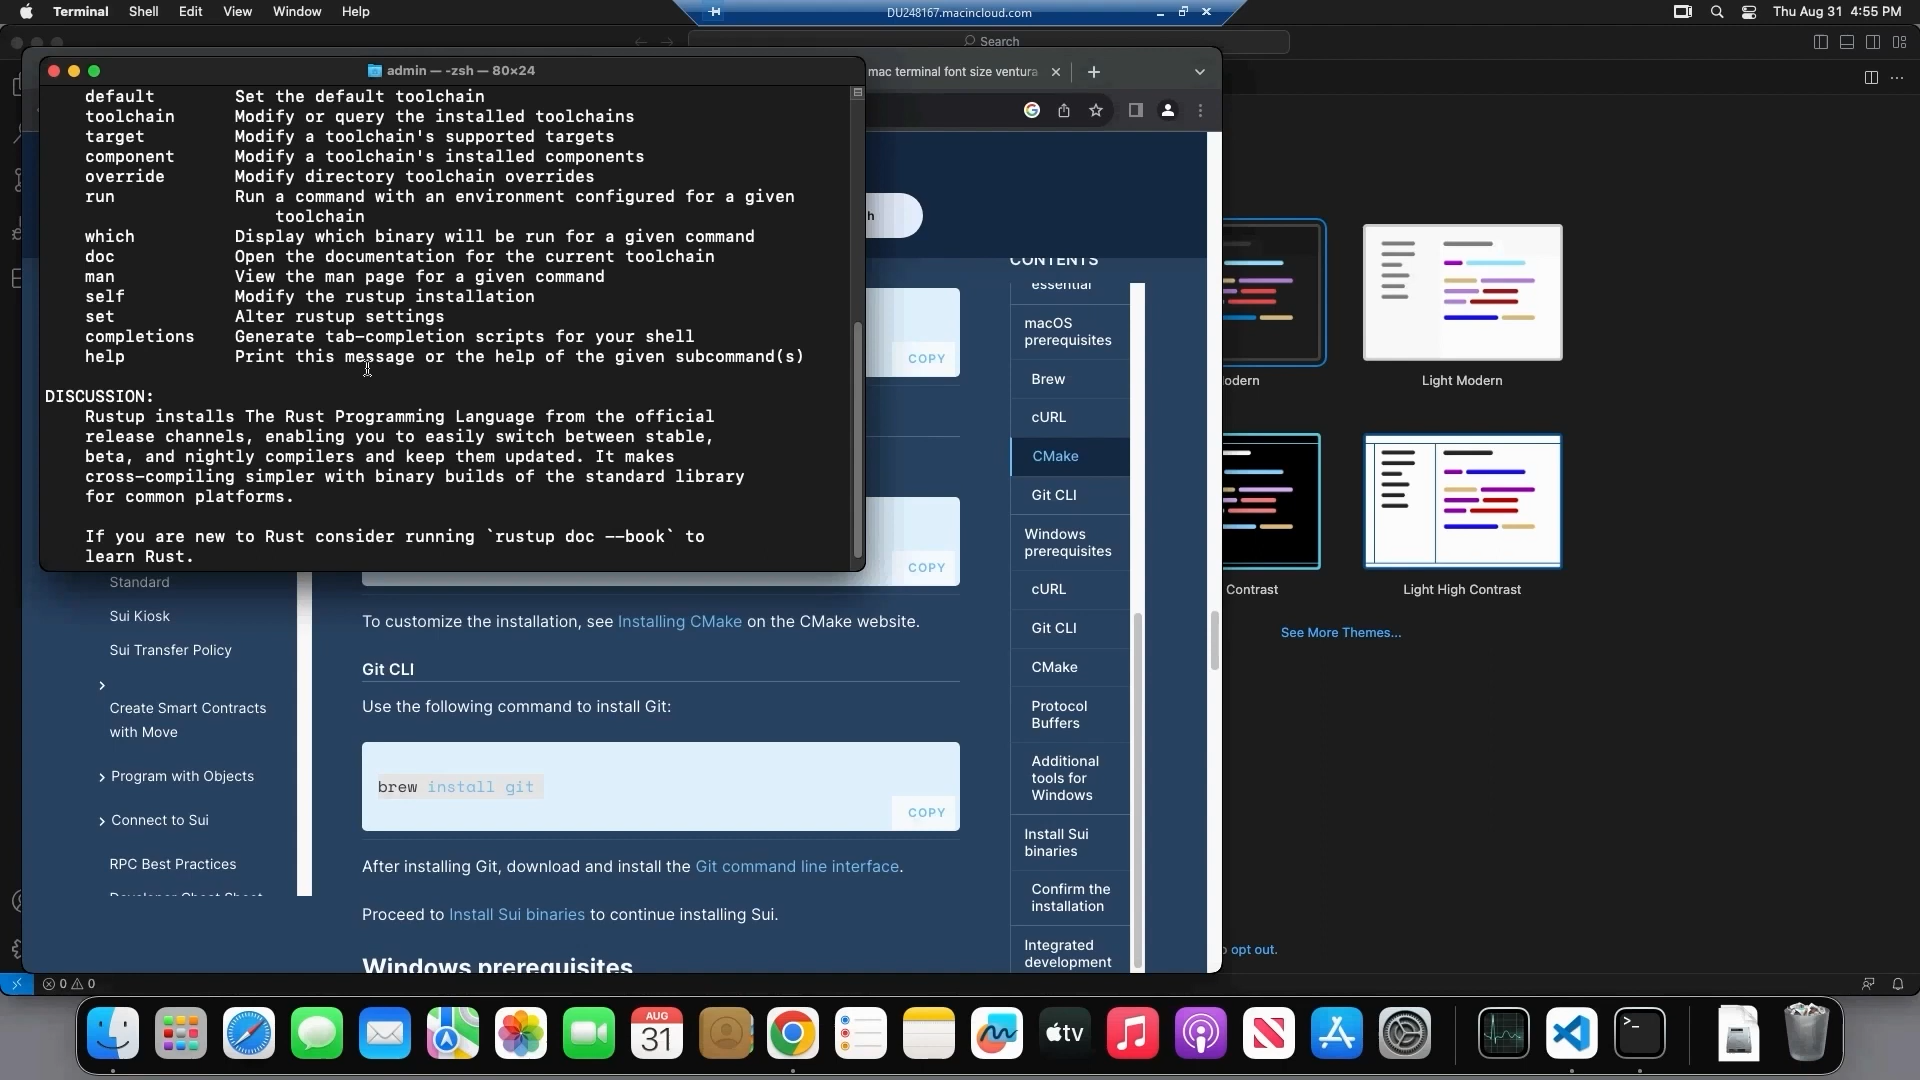 Terminal Shell Edit View Window Help
DU248167.macincloud.com
Thu Aug 31 4:55 PM
Search
admin — -zsh — 80×24
mac terminal font size ventura
default Set the default toolchain
toolchain Modify or query the installed toolchains
target Modify a toolchain's supported targets
component Modify a toolchain's installed components
override Modify directory toolchain overrides
run Run a command with an environment configured for a given
toolchain
which Display which binary will be run for a given command
doc Open the documentation for the current toolchain
man View the man page for a given command
self Modify the rustup installation
set Alter rustup settings
completions Generate tab-completion scripts for your shell
help Print this message or the help of the given subcommand(s)
DISCUSSION:
Rustup installs The Rust Programming Language from the official
release channels, enabling you to easily switch between stable,
beta, and nightly compilers and keep them updated. It makes
cross-compiling simpler with binary builds of the standard library
for common platforms.
If you are new to Rust consider running `rustup doc --book` to
learn Rust.
h
COPY
COPY
Standard
Sui Kiosk
Sui Transfer Policy
Create Smart Contracts
with Move
Program with Objects
Connect to Sui
RPC Best Practices
Developer Cheat Sheet
To customize the installation, see Installing CMake on the CMake website.
Git CLI
Use the following command to install Git:
brew install git
COPY
After installing Git, download and install the Git command line interface.
Proceed to Install Sui binaries to continue installing Sui.
Windows prerequisites
CONTENTS
essential
macOS
prerequisites
Brew
cURL
CMake
Git CLI
Windows
prerequisites
cURL
Git CLI
CMake
Protocol
Buffers
Additional
tools for
Windows
Install Sui
binaries
Confirm the
installation
Integrated
development
odern
Light Modern
Contrast
Light High Contrast
See More Themes...
opt out.
0 0
AUG
31
tv
>_